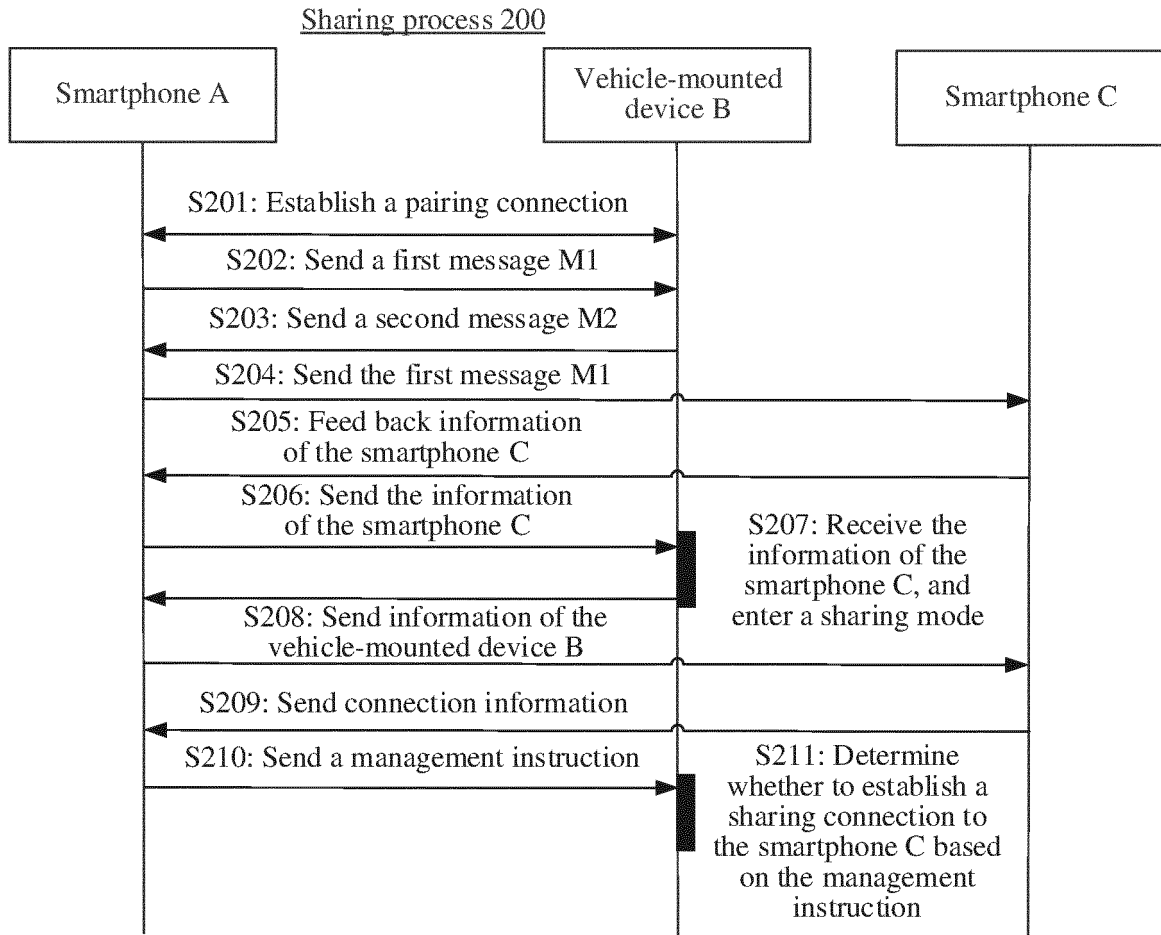 Sharing process 200
Smartphone A
Vehicle-mounted
device B
Smartphone C
S201: Establish a pairing connection
S202: Send a first message M1
S203: Send a second message M2
S204: Send the first message M1
S205: Feed back information
of the smartphone C
S206: Send the information
of the smartphone C
S207: Receive the
information of the
smartphone C, and
enter a sharing mode
S208: Send information of the
vehicle-mounted device B
S209: Send connection information
S210: Send a management instruction
S211: Determine
whether to establish a
sharing connection to
the smartphone C based
on the management
instruction